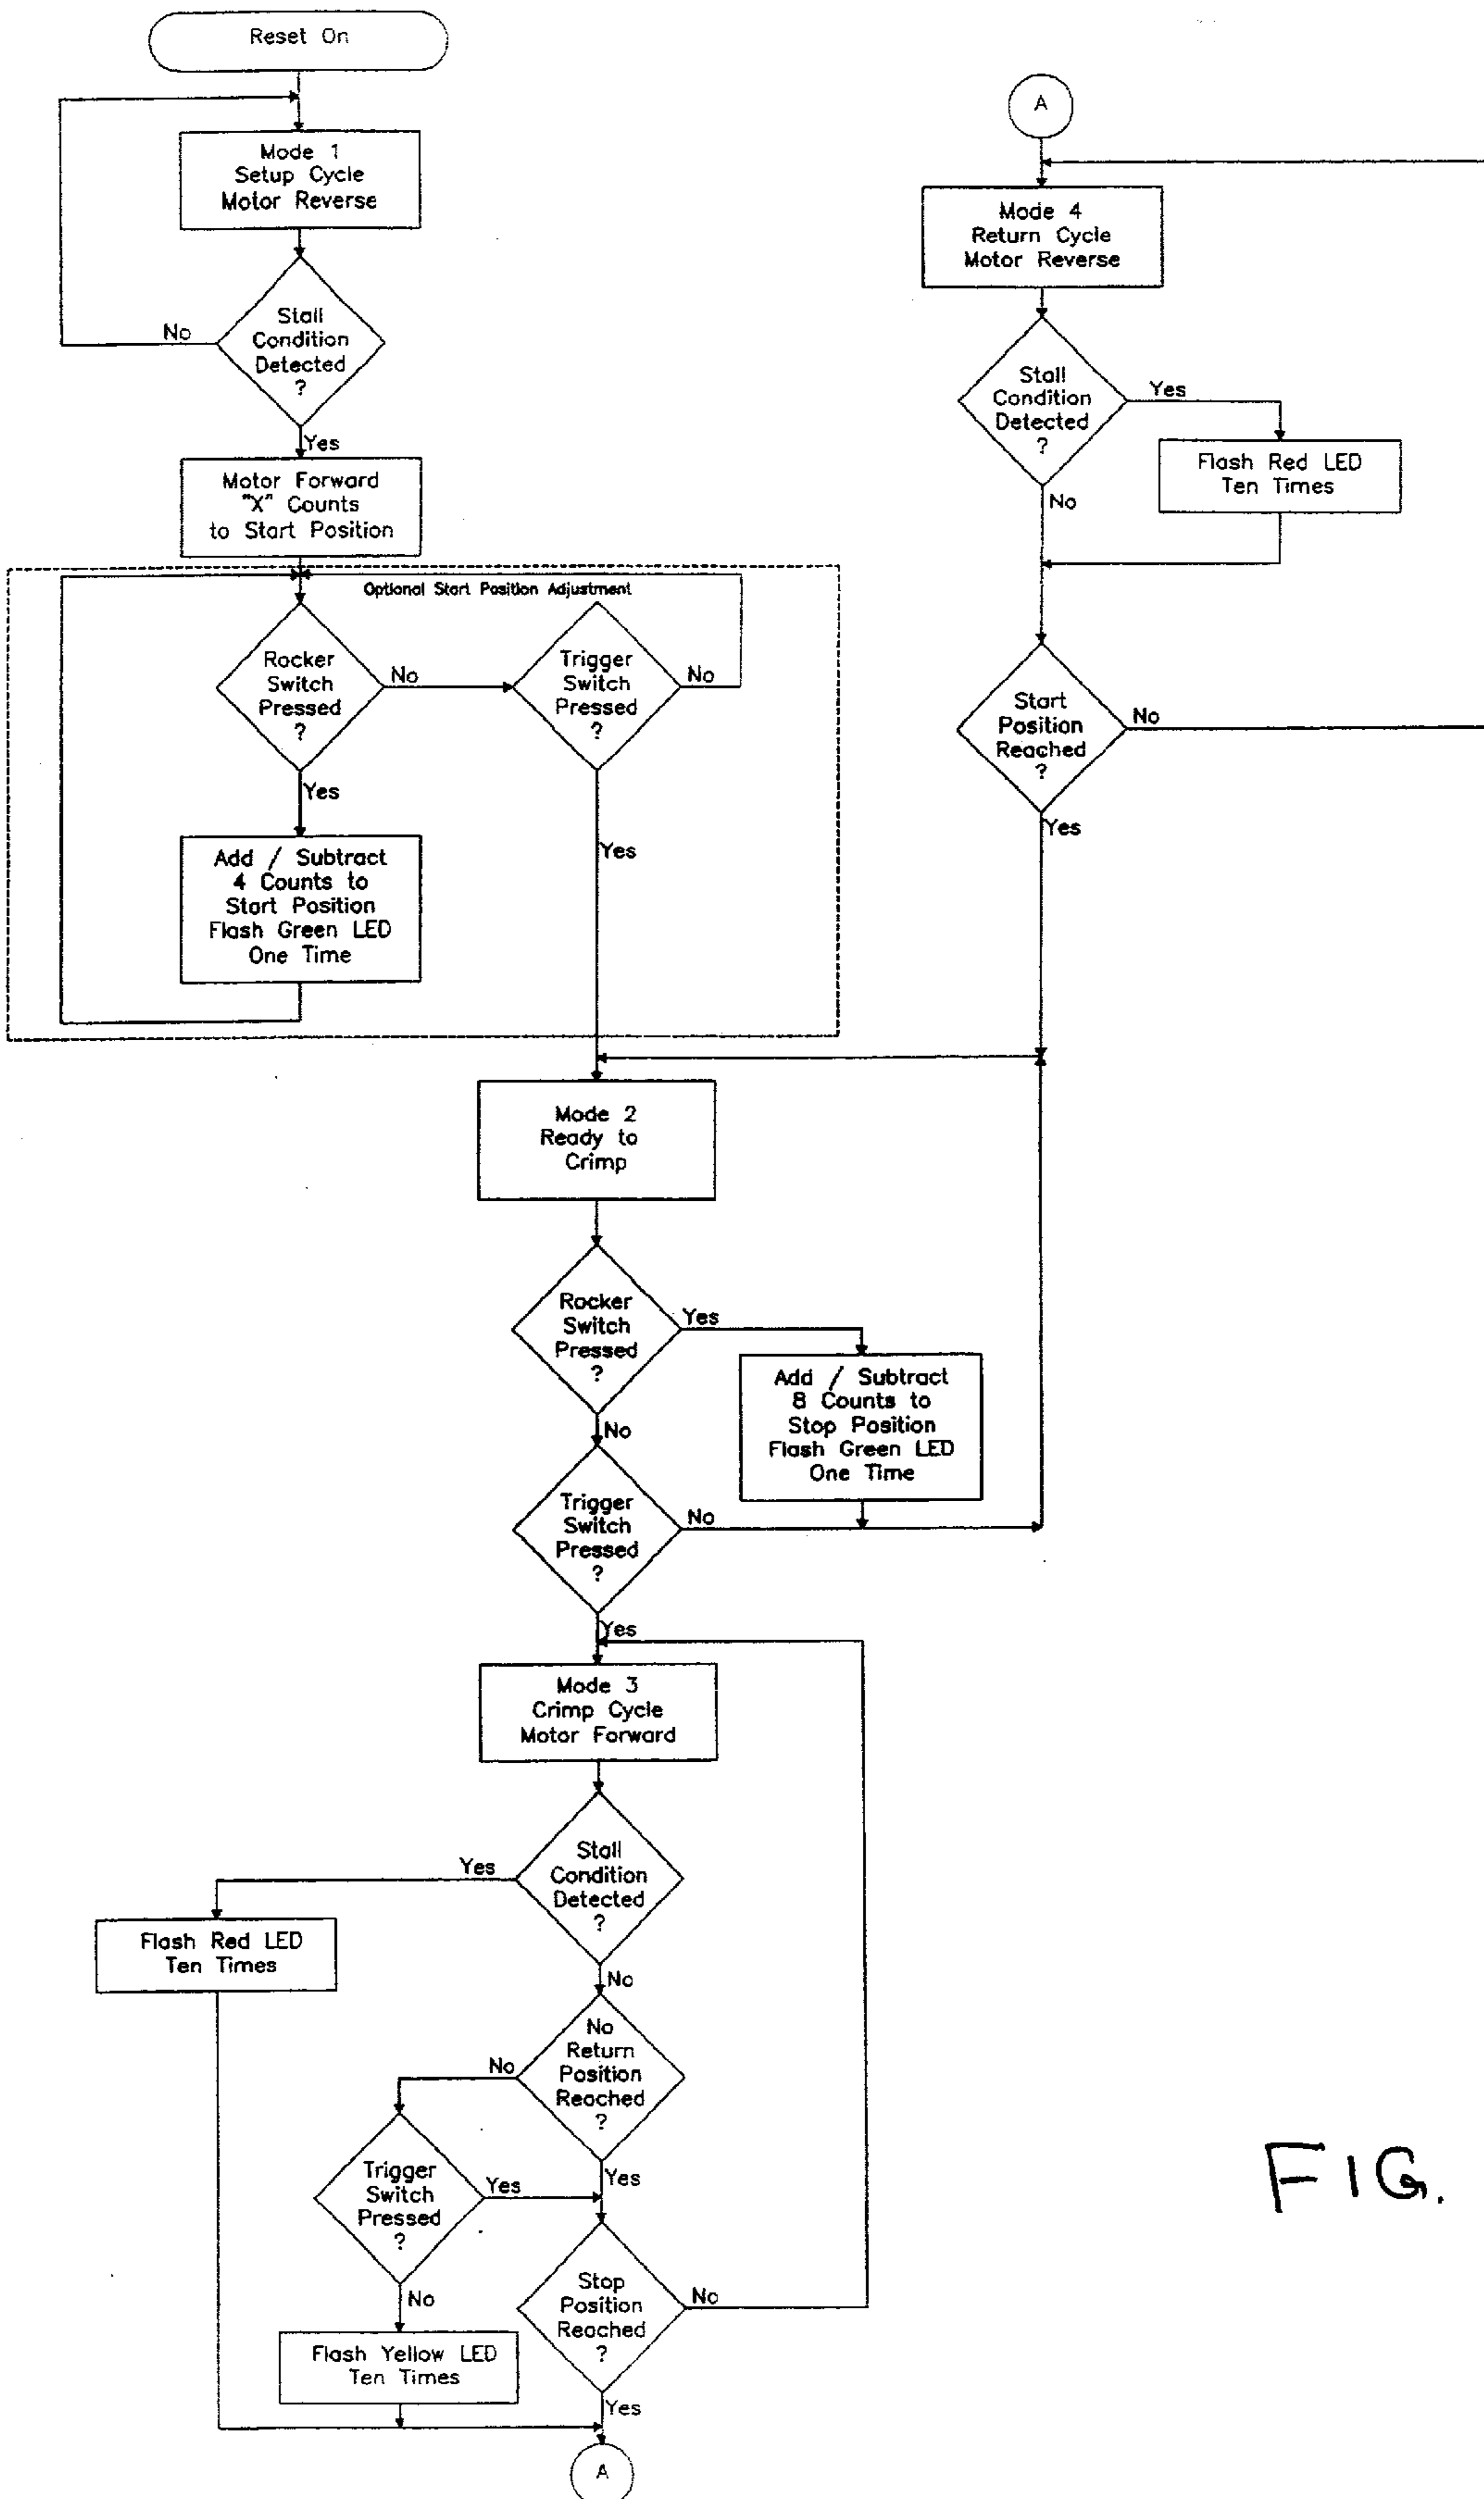 Reset On
Mode 1
Setup Cycle
Motor Reverse
Stall
Condition
Detected
?
No
Yes
Motor Forward
"X" Counts
to Start Position
Optional Start Position Adjustment
Rocker
Switch
Pressed
?
No
Trigger
Switch
Pressed
?
No
Yes
Add / Subtract
4 Counts to
Start Position
Flash Green LED
One Time
Yes
Mode 2
Ready to
Crimp
Rocker
Switch
Pressed
?
Yes
Add / Subtract
8 Counts to
Stop Position
Flash Green LED
One Time
No
Trigger
Switch
Pressed
?
No
Yes
Mode 3
Crimp Cycle
Motor Forward
Stall
Condition
Detected
?
Yes
Flash Red LED
Ten Times
No
No
Return
Position
Reached
?
No
Trigger
Switch
Pressed
?
Yes
Yes
No
Flash Yellow LED
Ten Times
Stop
Position
Reached
?
No
Yes
A
A
Mode 4
Return Cycle
Motor Reverse
Stall
Condition
Detected
?
Yes
Flash Red LED
Ten Times
No
Start
Position
Reached
?
No
Yes
FIG.